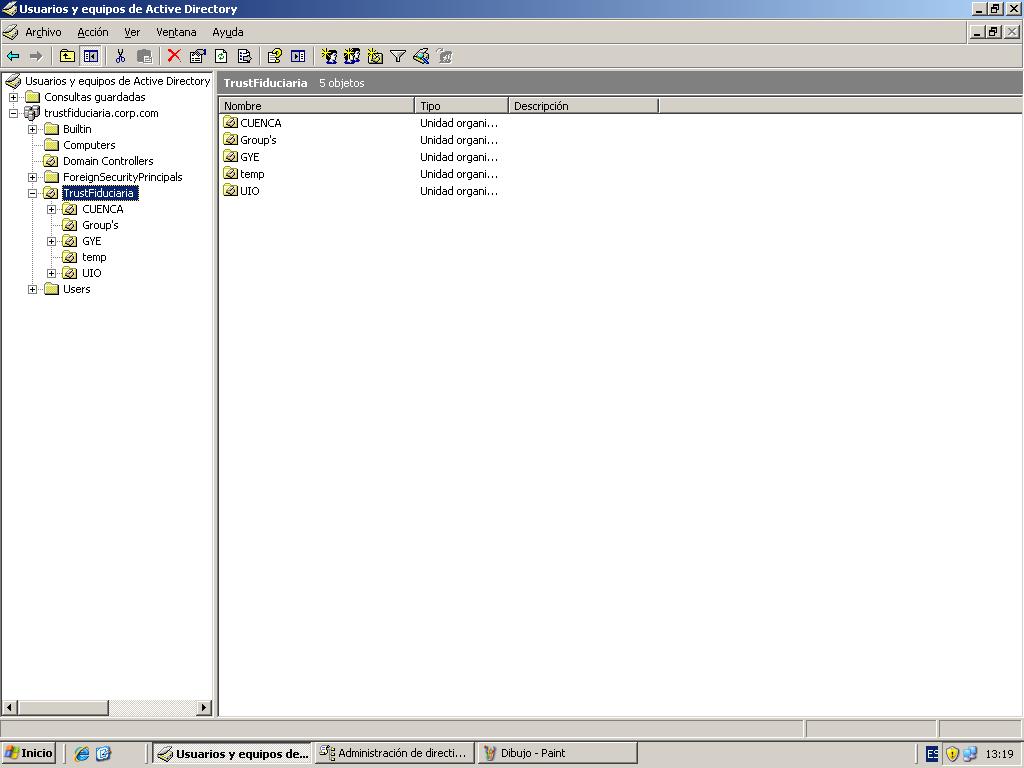 Usuarios y equipos de Active Directory
Archivo Acción Ver Ventana Ayuda
Usuarios y equipos de Active Directory
Consultas guardadas
trustfiduciaria.corp.com
Builtin
Computers
Domain Controllers
ForeignSecurityPrincipals
TrustFiduciaria
CUENCA
Group's
GYE
temp
UIO
Users
TrustFiduciaria 5 objetos
Nombre Tipo Descripción
CUENCA Unidad organi...
Group's Unidad organi...
GYE Unidad organi...
temp Unidad organi...
UIO Unidad organi...
Inicio Usuarios y equipos de... Administración de directi... Dibujo - Paint ES 13:19